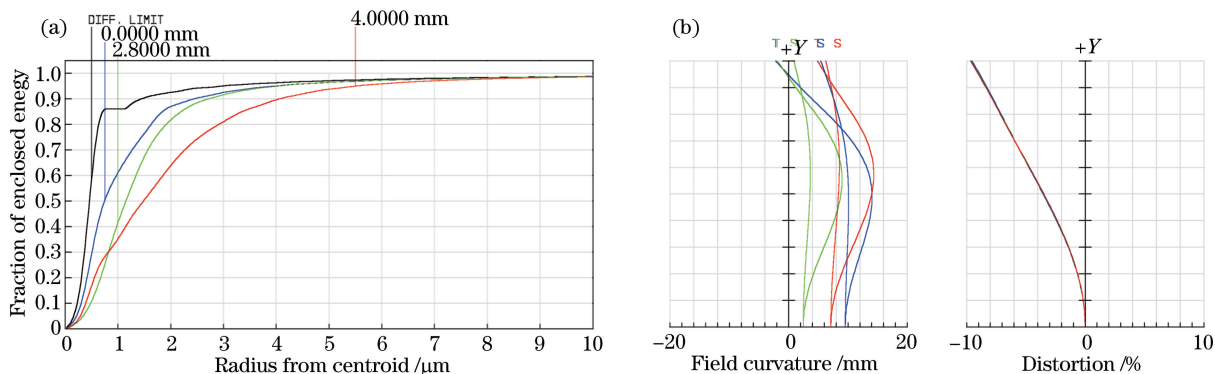 (a)
DIFF. LIMIT
0.0000 mm
2.8000 mm
4.0000 mm
Fraction of enclosed enegy
1.0
0.9
0.8
0.7
0.6
0.5
0.4
0.3
0.2
0.1
0
0 1 2 3 4 5 6 7 8 9 10
Radius from centroid /μm
(b)
T S T S S
+Y
-20 0 20
Field curvature /mm
+Y
-10 0 10
Distortion /%